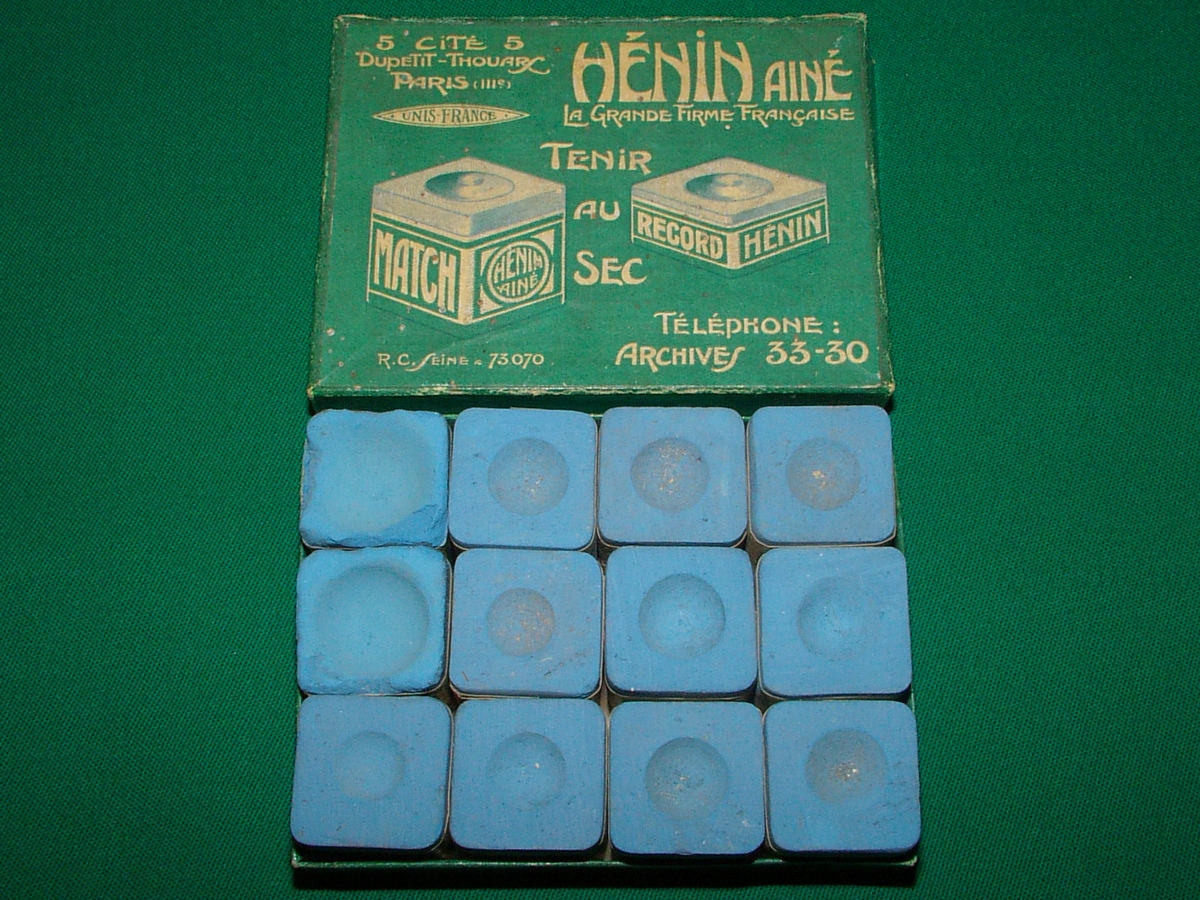 5 CITÉ 5
DUPETIT-THOUARS
PARIS (IIIe)
UNIS-FRANCE
HÉNIN AINÉ
LA GRANDE FIRME FRANÇAISE
TENIR
AU
SEC
MATCH
HÉNIN
AINÉ
RECORD HÉNIN
TÉLÉPHONE :
ARCHIVES 33-30
R.C. SEINE = 73070